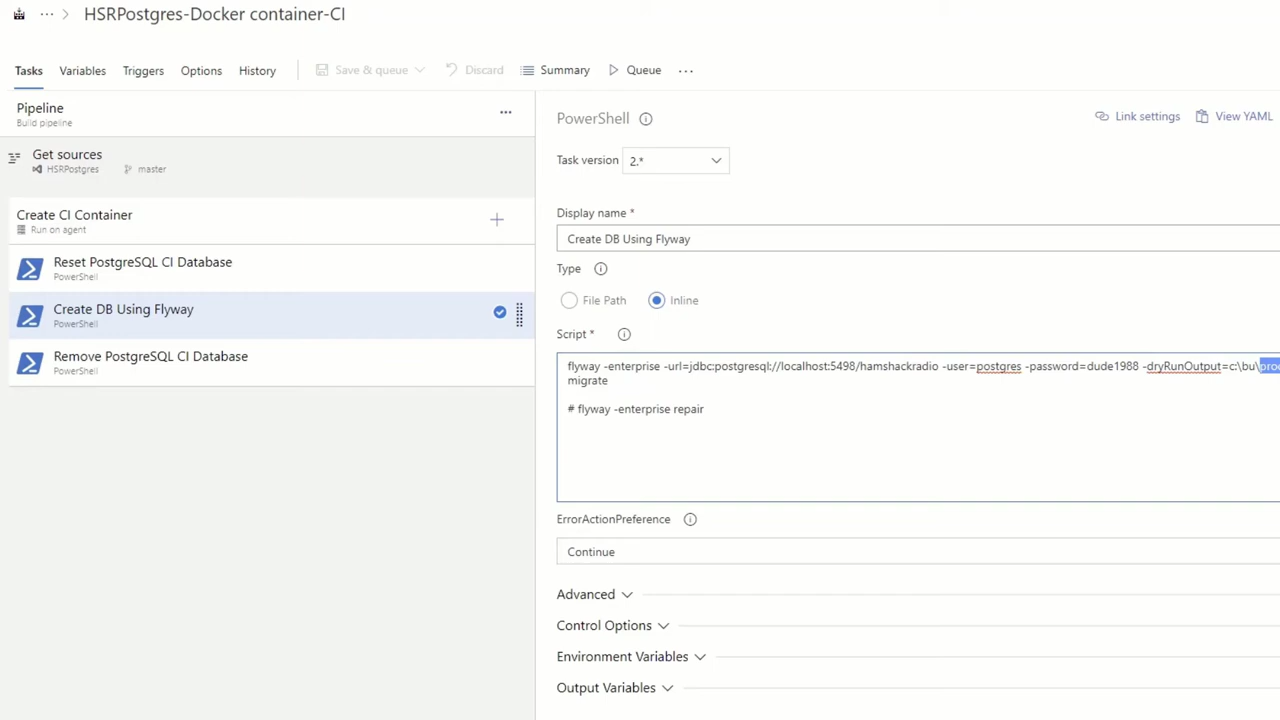 HSRPostgres-Docker container-CI
Tasks Variables Triggers Options History Save & queue Discard Summary Queue
Pipeline
Build pipeline
Get sources
HSRPostgres master
Create CI Container
Run on agent
Reset PostgreSQL CI Database
PowerShell
Create DB Using Flyway
PowerShell
Remove PostgreSQL CI Database
PowerShell
PowerShell Link settings View YAML
Task version 2.*
Display name *
Create DB Using Flyway
Type
File Path Inline
Script *
flyway -enterprise -url=jdbc:postgresql://localhost:5498/hamshackradio -user=postgres -password=dude1988 -dryRunOutput=c:\bu\
migrate
# flyway -enterprise repair
ErrorActionPreference
Continue
Advanced
Control Options
Environment Variables
Output Variables